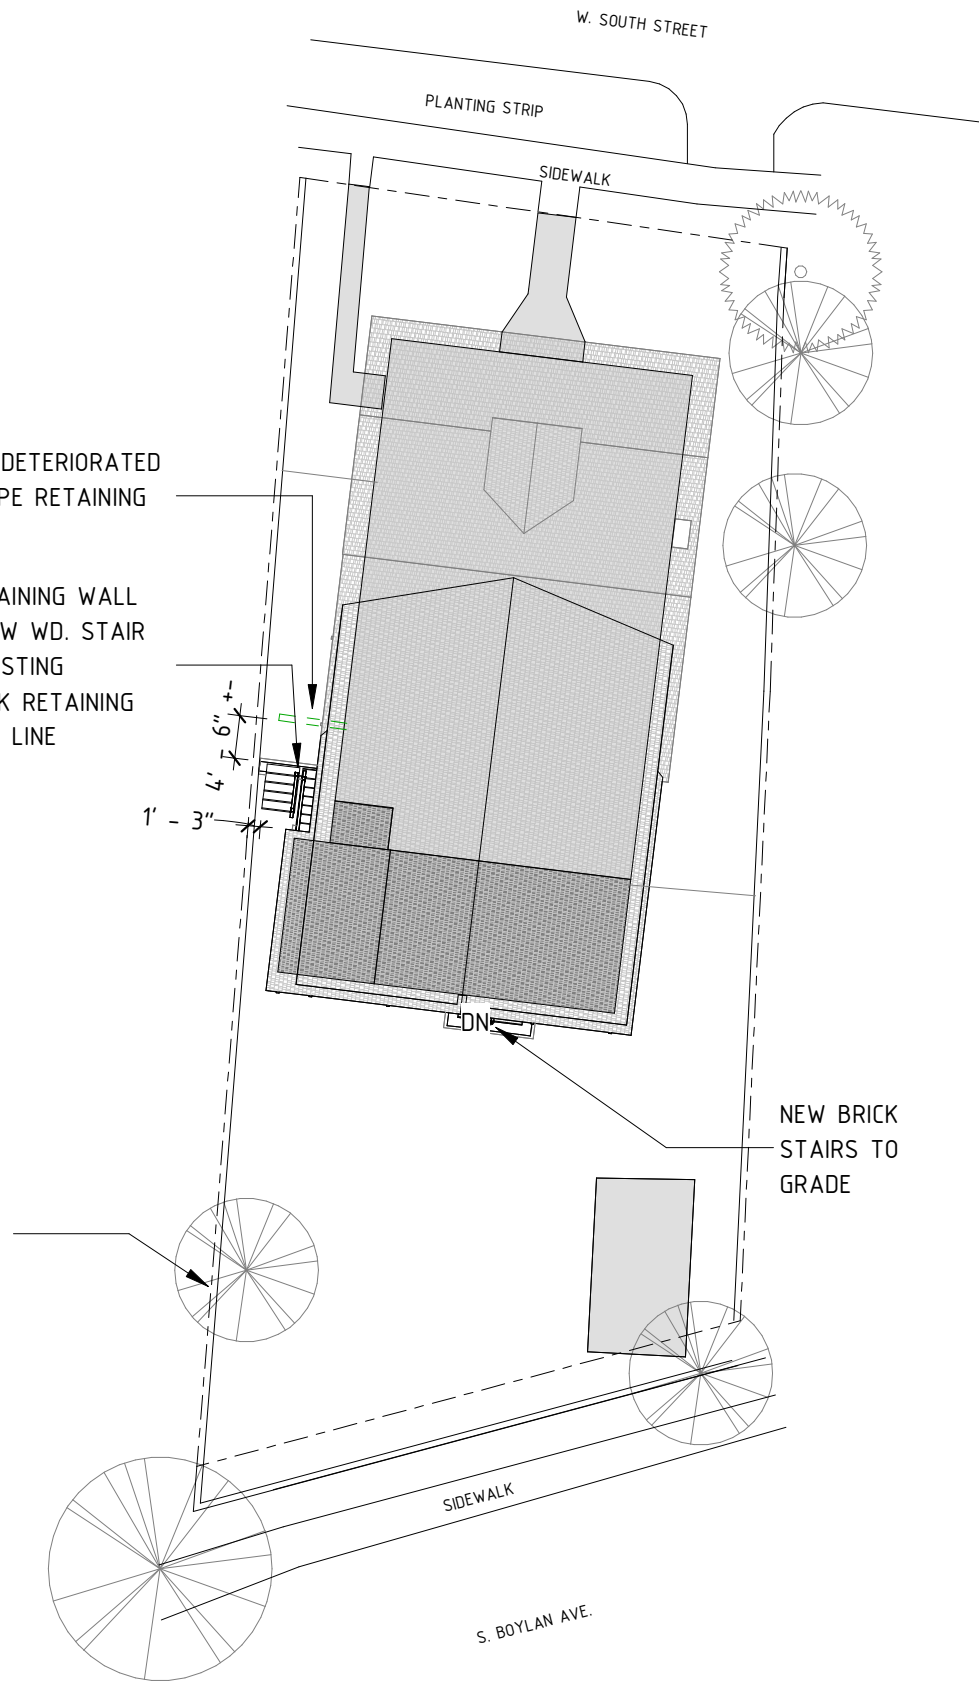 W. SOUTH STREET
PLANTING STRIP
SIDEWALK
DETERIORATED
PE RETAINING
AINING WALL
W WD. STAIR
STING
K RETAINING
LINE
4' - 6" +-
1' - 3"
DN
NEW BRICK
STAIRS TO
GRADE
SIDEWALK
S. BOYLAN AVE.